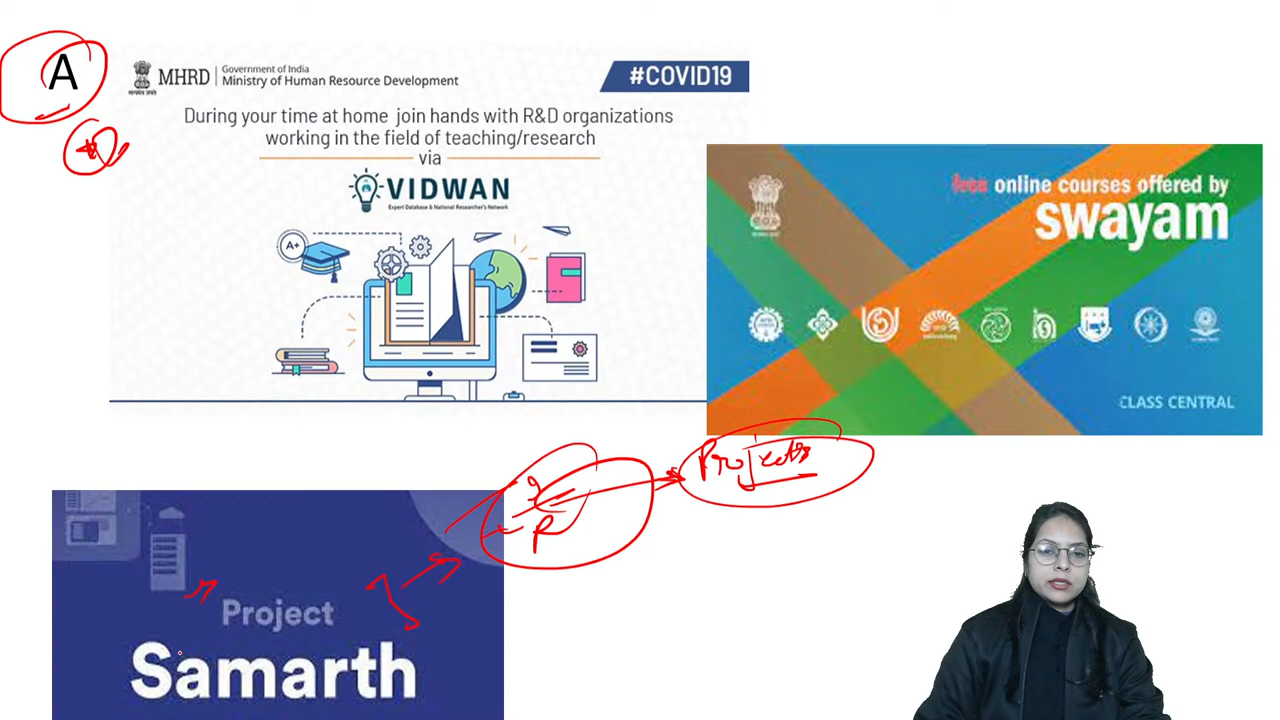 A
MHRD
Government of India
Ministry of Human Resource Development
#COVID19
During your time at home join hands with R&D organizations
working in the field of teaching/research
via
VIDWAN
Expert Database & National Researcher's Network
A+
free online courses offered by
swayam
CLASS CENTRAL
Projects
Project
Samarth